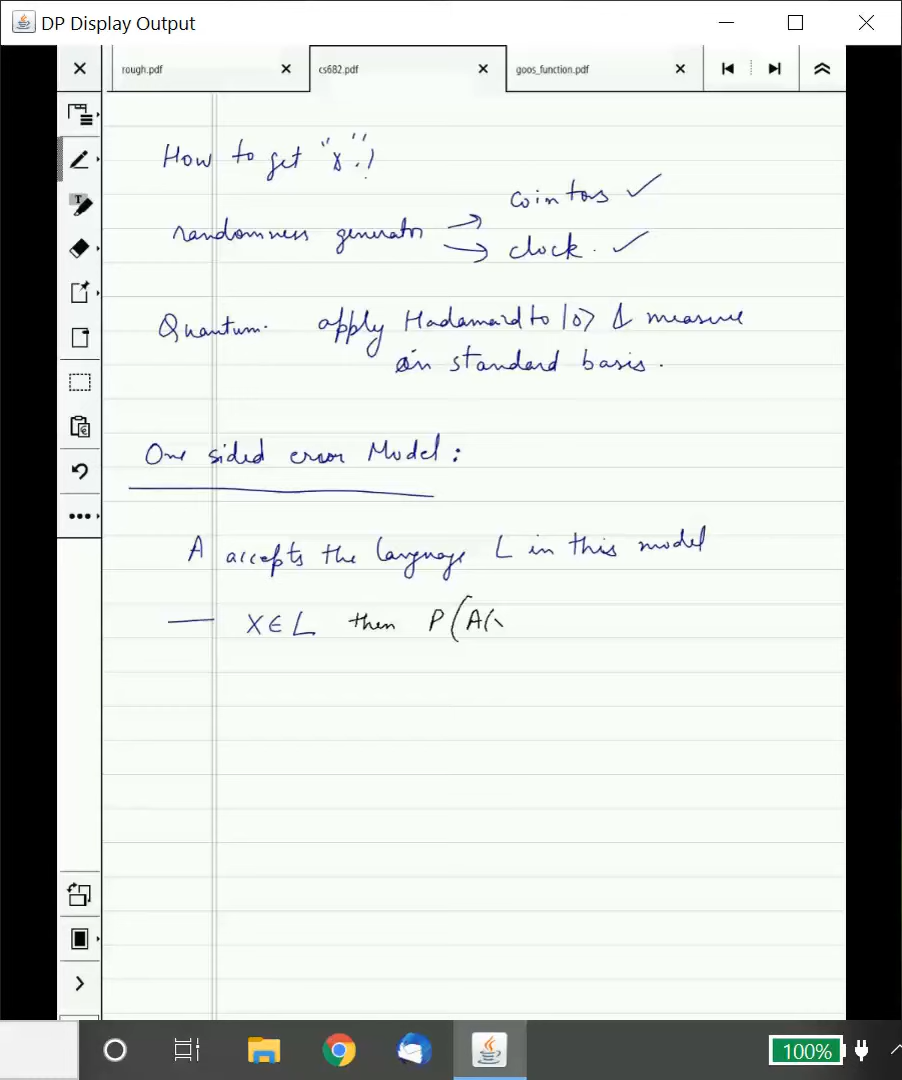 DP Display Output
rough.pdf
cs682.pdf
goos_function.pdf
How to get "r"?
coin toss ✓
randomness generator → → clock. ✓
Quantum. apply Hadamard to |0> & measure
on standard basis.
One sided error Model:
A accepts the language L in this model
— X ∈ L then P(A(
100%